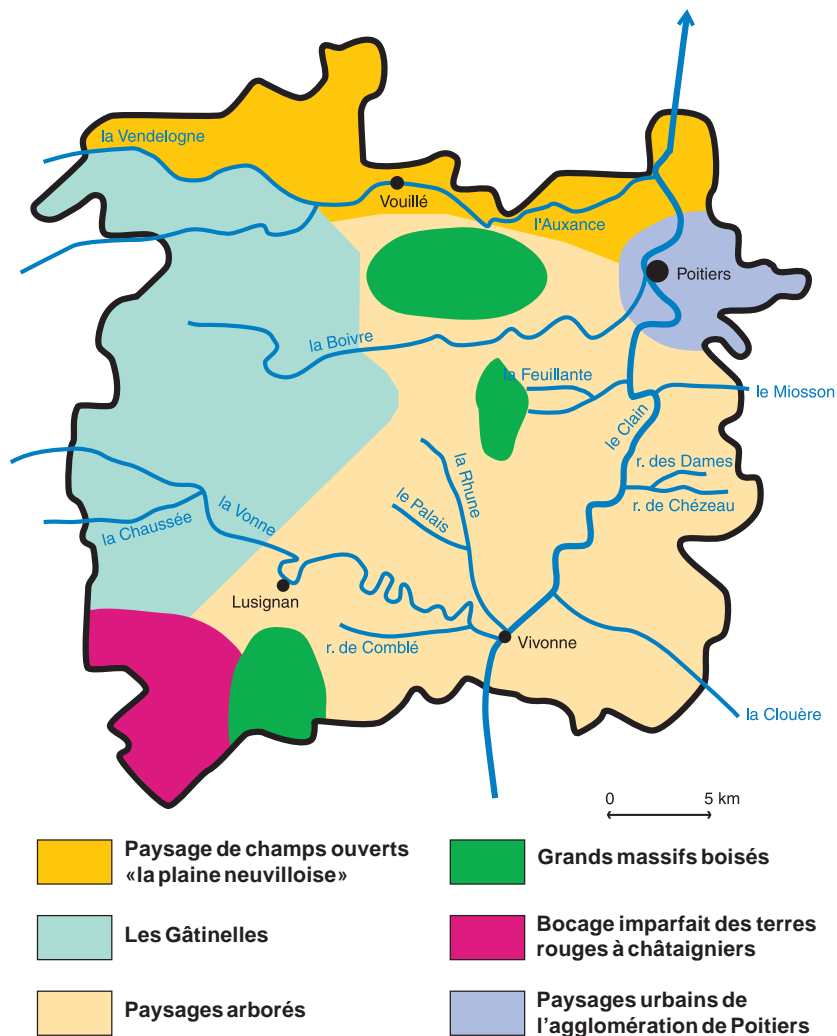 la Vendelogne
Vouillé
l'Auxance
Poitiers
la Boivre
la Feuillante
le Miosson
le Clain
la Rhune
r. des Dames
le Palais
r. de Chézeau
la Vonne
la Chaussée
Lusignan
r. de Comblé
Vivonne
la Clouère
0 5 km
Paysage de champs ouverts
«la plaine neuvilloise»
Grands massifs boisés
Les Gâtinelles
Bocage imparfait des terres
rouges à châtaigniers
Paysages arborés
Paysages urbains de
l'agglomération de Poitiers